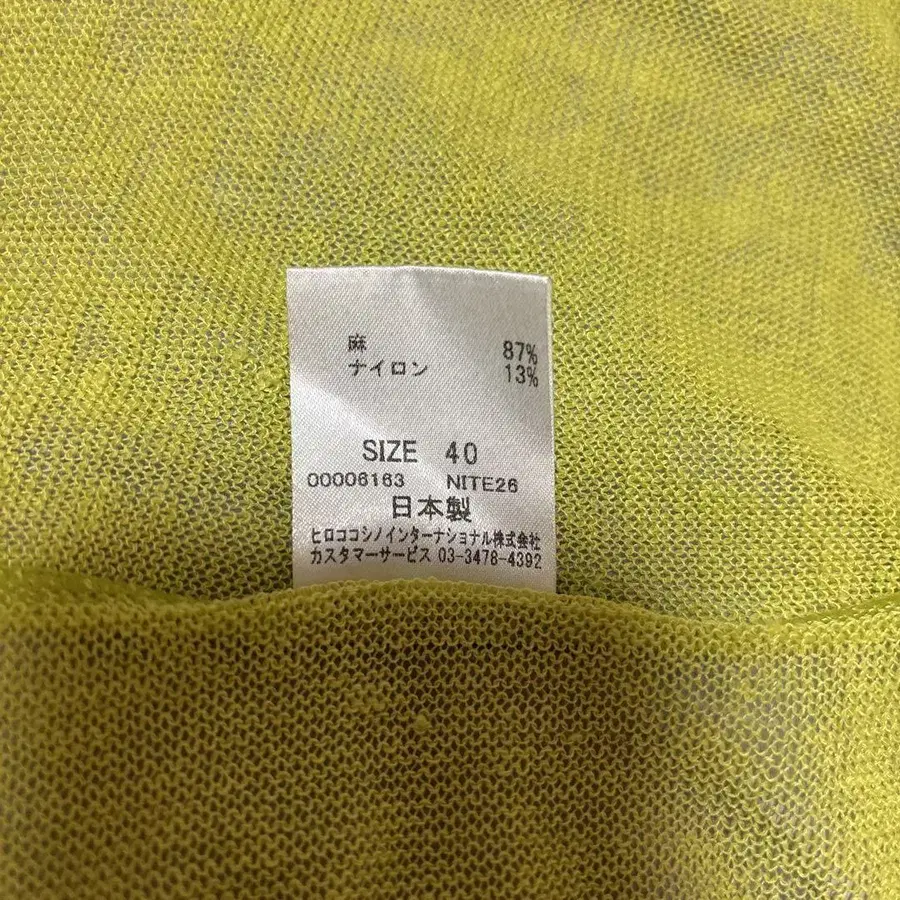 麻 87%
ナイロン 13%
SIZE 40
00006163 NITE26
日本製
ヒロココシノインターナショナル株式会社
カスタマーサービス 03-3478-4392